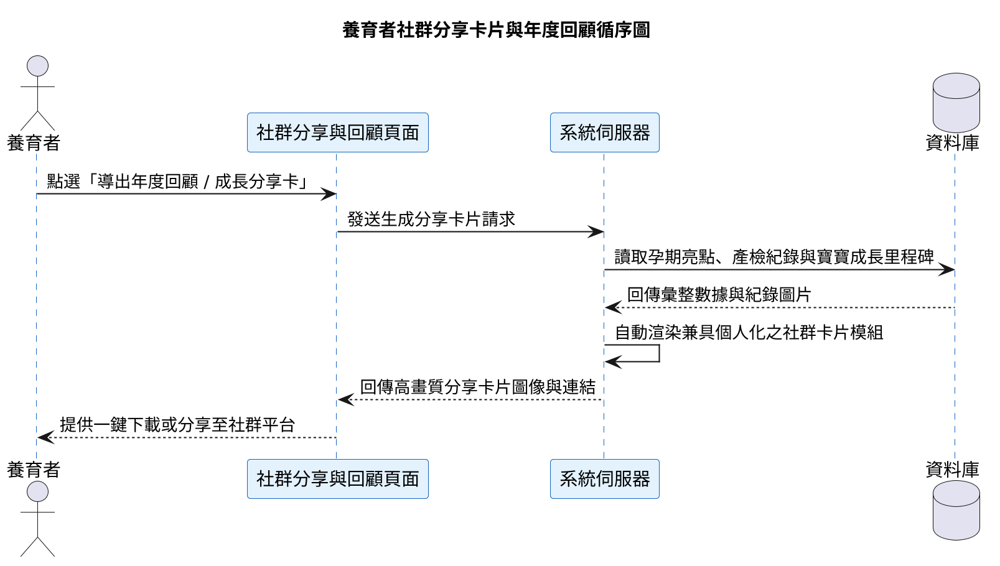 養育者社群分享卡片與年度回顧循序圖
養育者
社群分享與回顧頁面
系統伺服器
資料庫
點選「導出年度回顧 / 成長分享卡」
發送生成分享卡片請求
讀取孕期亮點、產檢紀錄與寶寶成長里程碑
回傳彙整數據與紀錄圖片
自動渲染兼具個人化之社群卡片模組
回傳高畫質分享卡片圖像與連結
提供一鍵下載或分享至社群平台
養育者
社群分享與回顧頁面
系統伺服器
資料庫